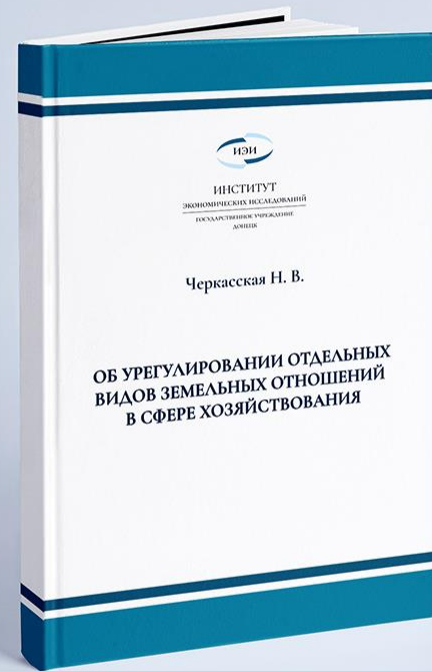 ИЭИ
ИНСТИТУТ
ЭКОНОМИЧЕСКИХ ИССЛЕДОВАНИЙ
ГОСУДАРСТВЕННОЕ УЧРЕЖДЕНИЕ
ДОНЕЦК
Черкасская Н. В.
ОБ УРЕГУЛИРОВАНИИ ОТДЕЛЬНЫХ
ВИДОВ ЗЕМЕЛЬНЫХ ОТНОШЕНИЙ
В СФЕРЕ ХОЗЯЙСТВОВАНИЯ